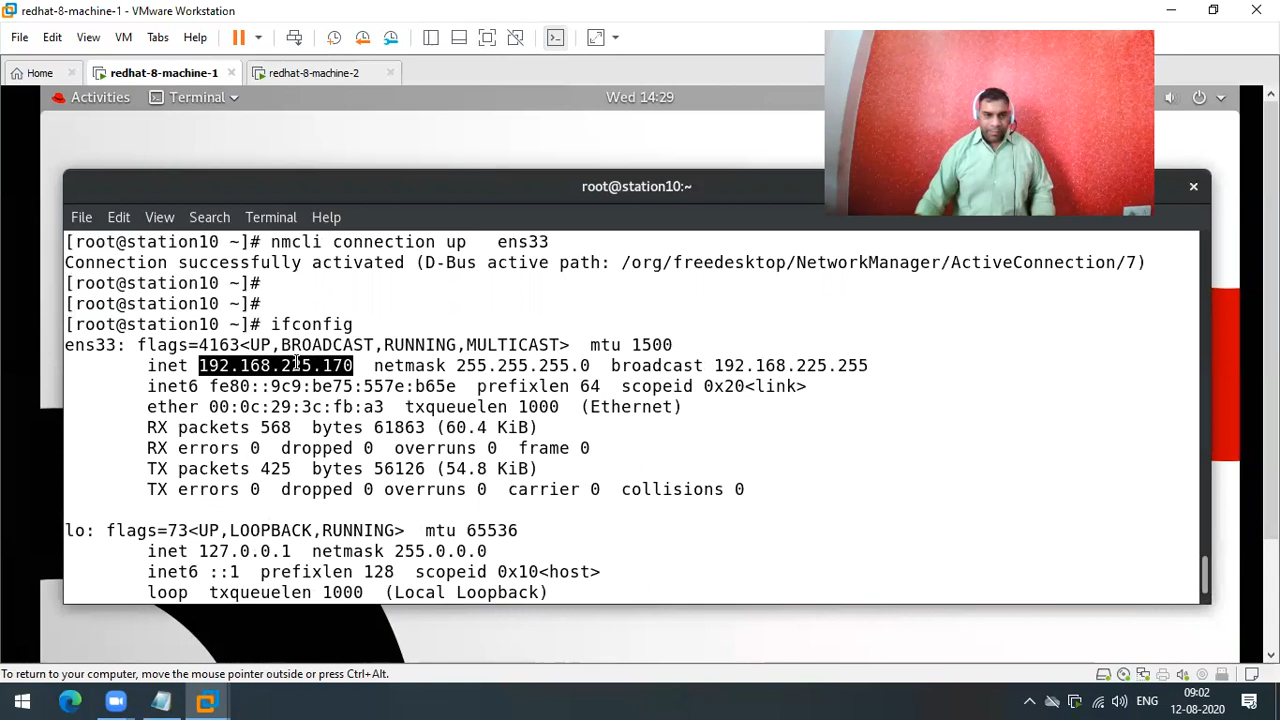 redhat-8-machine-1 - VMware Workstation
File Edit View VM Tabs Help
Home redhat-8-machine-1 redhat-8-machine-2
Activities Terminal Wed 14:29
root@station10:~
File Edit View Search Terminal Help
[root@station10 ~]# nmcli connection up   ens33
Connection successfully activated (D-Bus active path: /org/freedesktop/NetworkManager/ActiveConnection/7)
[root@station10 ~]#
[root@station10 ~]#
[root@station10 ~]# ifconfig
ens33: flags=4163<UP,BROADCAST,RUNNING,MULTICAST>  mtu 1500
inet 192.168.225.170  netmask 255.255.255.0  broadcast 192.168.225.255
inet6 fe80::9c9:be75:557e:b65e  prefixlen 64  scopeid 0x20<link>
ether 00:0c:29:3c:fb:a3  txqueuelen 1000  (Ethernet)
RX packets 568  bytes 61863 (60.4 KiB)
RX errors 0  dropped 0  overruns 0  frame 0
TX packets 425  bytes 56126 (54.8 KiB)
TX errors 0  dropped 0 overruns 0  carrier 0  collisions 0
lo: flags=73<UP,LOOPBACK,RUNNING>  mtu 65536
inet 127.0.0.1  netmask 255.0.0.0
inet6 ::1  prefixlen 128  scopeid 0x10<host>
loop  txqueuelen 1000  (Local Loopback)
To return to your computer, move the mouse pointer outside or press Ctrl+Alt.
ENG
09:02
12-08-2020